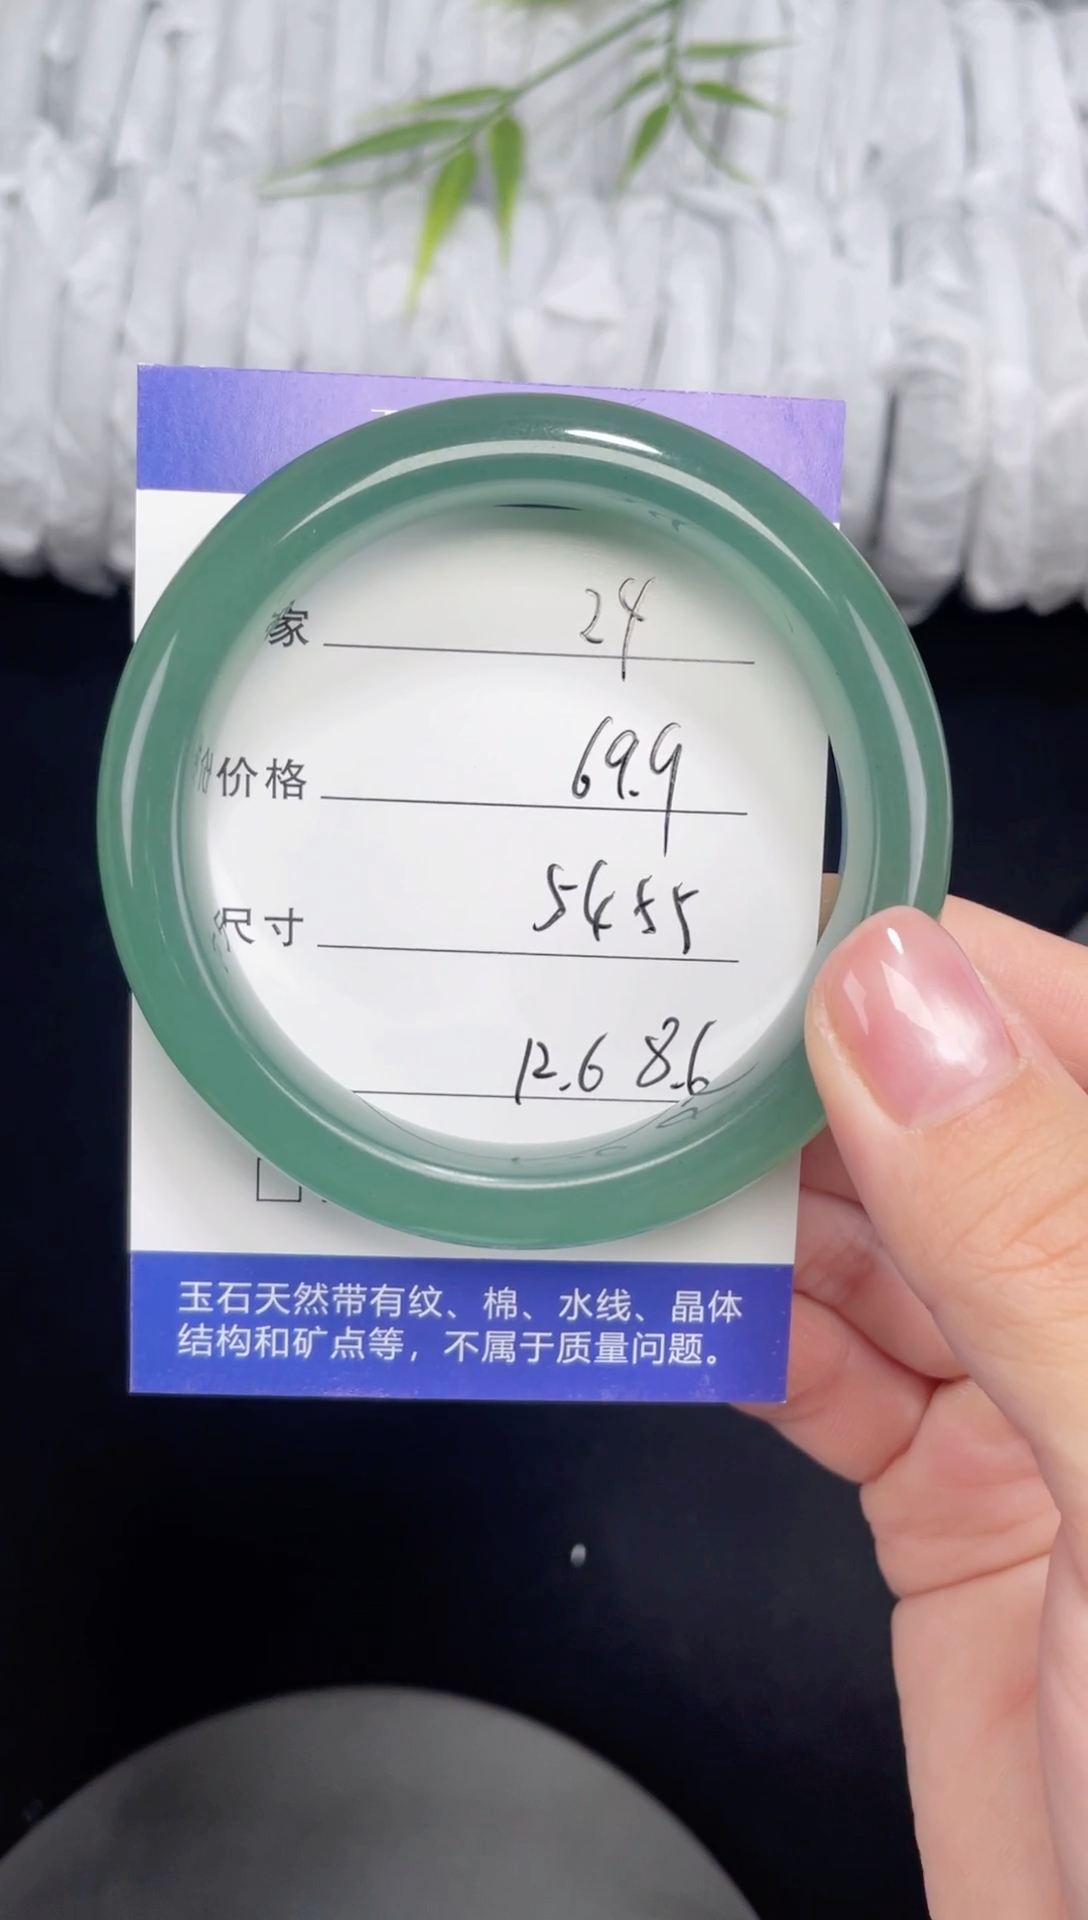 家 24
价格 69.9
尺寸 54 55
12.6 8.6
玉石天然带有纹、棉、水线、晶体
结构和矿点等，不属于质量问题。